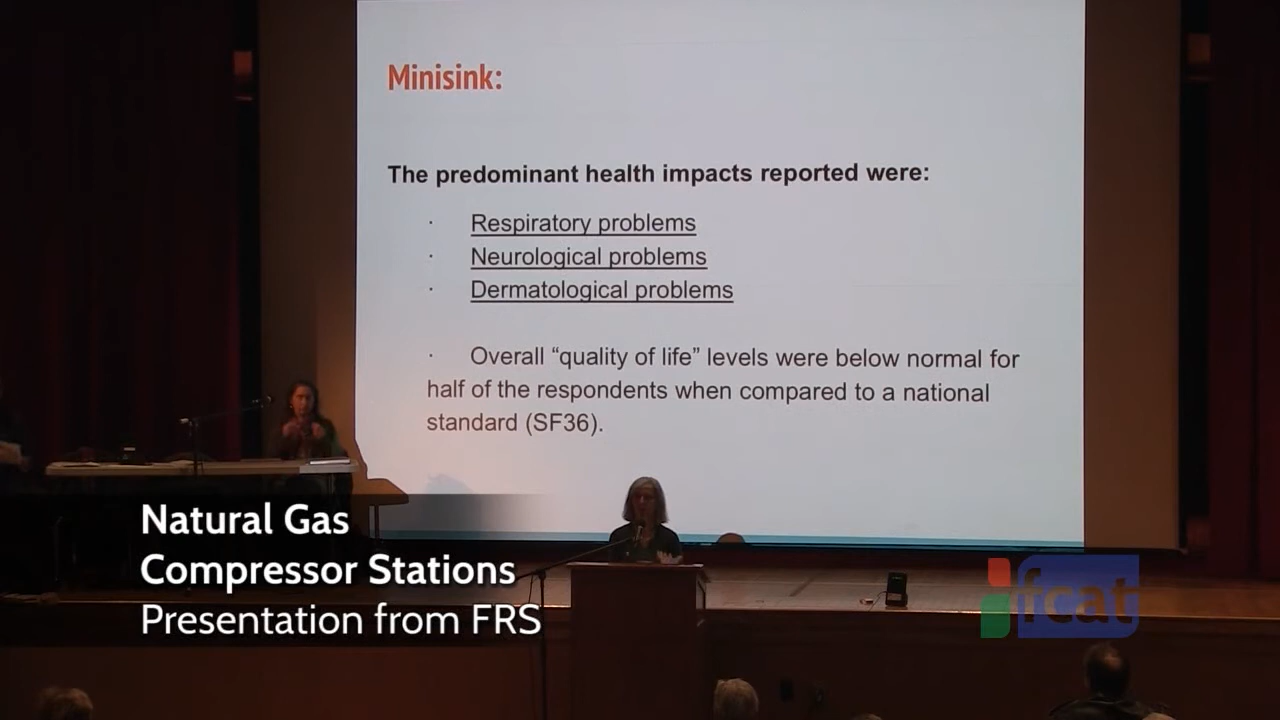 Minisink:
The predominant health impacts reported were:
· Respiratory problems
· Neurological problems
· Dermatological problems
· Overall “quality of life” levels were below normal for
half of the respondents when compared to a national
standard (SF36).
Natural Gas
Compressor Stations
Presentation from FRS
fcat